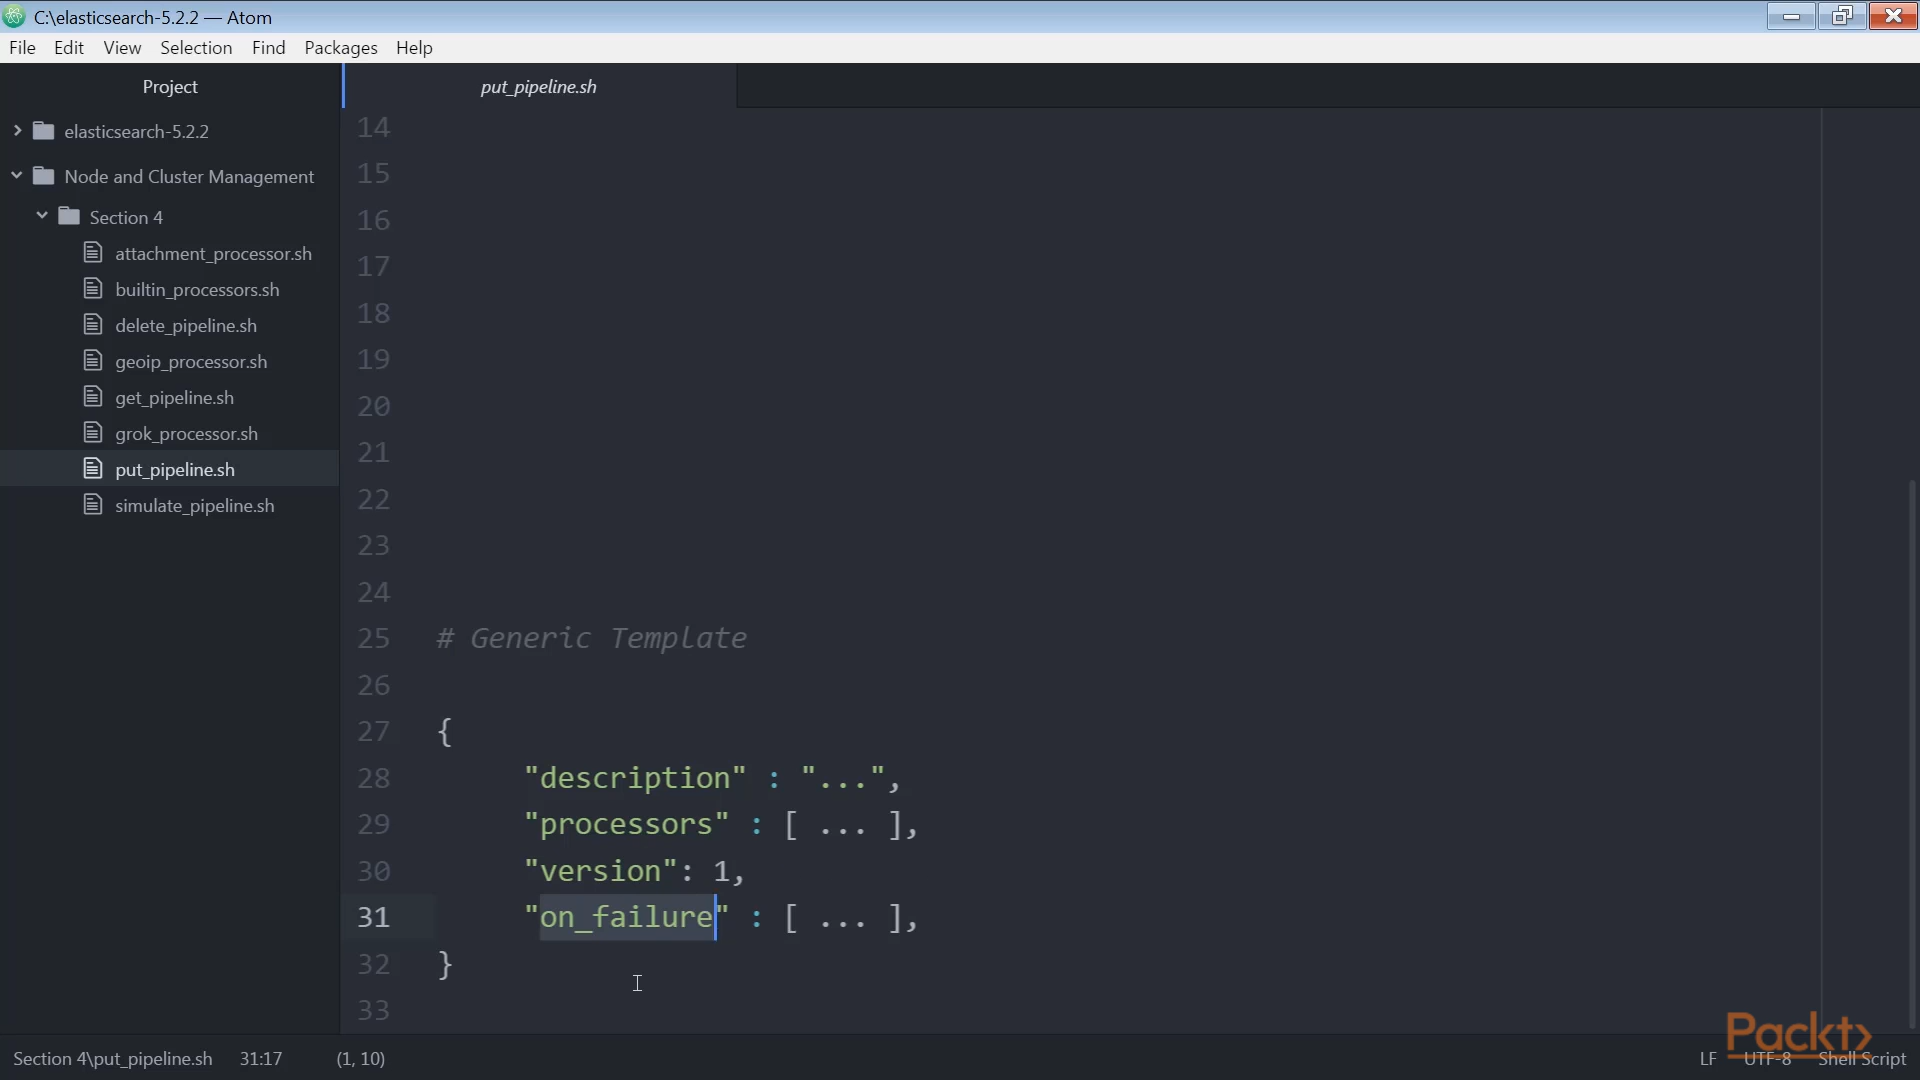 C:\elasticsearch-5.2.2 — Atom
File Edit View Selection Find Packages Help
Project
elasticsearch-5.2.2
Node and Cluster Management
Section 4
attachment_processor.sh
builtin_processors.sh
delete_pipeline.sh
geoip_processor.sh
get_pipeline.sh
grok_processor.sh
put_pipeline.sh
simulate_pipeline.sh
put_pipeline.sh
14
15
16
17
18
19
20
21
22
23
24
25 # Generic Template
26
27 {
28 "description" : "...",
29 "processors" : [ ... ],
30 "version": 1,
31 "on_failure" : [ ... ],
32 }
33
Packt>
Section 4\put_pipeline.sh 31:17 (1, 10) LF UTF-8 Shell Script